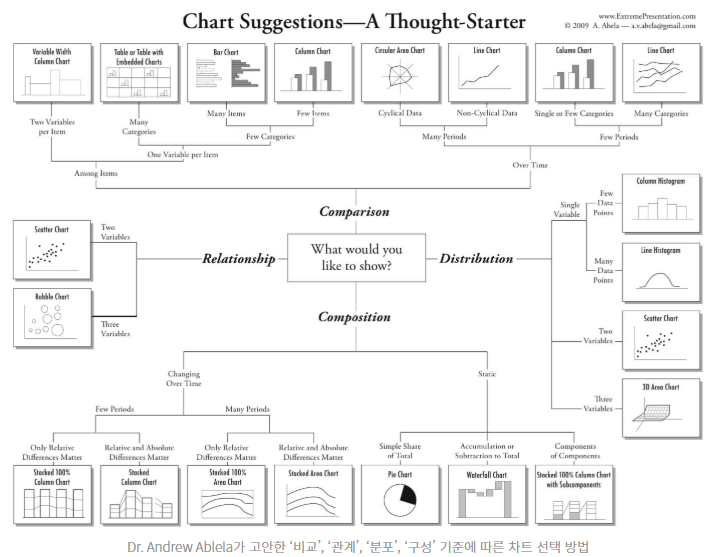 Chart Suggestions—A Thought-Starter
www.ExtremePresentation.com
© 2009 A. Abela — a.v.abela@gmail.com
Variable Width
Column Chart
Table or Table with
Embedded Charts
Bar Chart
Column Chart
Circular Area Chart
Line Chart
Column Chart
Line Chart
Two Variables
per Item
Many
Categories
Many Items
Few Items
Cyclical Data
Non-Cyclical Data
Single or Few Categories
Many Categories
Few Categories
Many Periods
Few Periods
One Variable per Item
Among Items
Over Time
Comparison
What would you
like to show?
Relationship
Two
Variables
Scatter Chart
Three
Variables
Bubble Chart
Distribution
Single
Variable
Few
Data
Points
Column Histogram
Many
Data
Points
Line Histogram
Two
Variables
Scatter Chart
Three
Variables
3D Area Chart
Composition
Changing
Over Time
Static
Few Periods
Many Periods
Only Relative
Differences Matter
Relative and Absolute
Differences Matter
Only Relative
Differences Matter
Relative and Absolute
Differences Matter
Simple Share
of Total
Accumulation or
Subtraction to Total
Components
of Components
Stacked 100%
Column Chart
Stacked
Column Chart
Stacked 100%
Area Chart
Stacked Area Chart
Pie Chart
Waterfall Chart
Stacked 100% Column Chart
with Subcomponents
Dr. Andrew Ablela가 고안한 ‘비교’, ‘관계’, ‘분포’, ‘구성’ 기준에 따른 차트 선택 방법